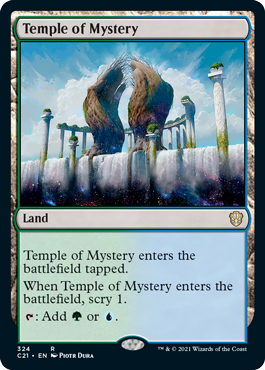 Temple of Mystery
Land
Temple of Mystery enters the
battlefield tapped.
When Temple of Mystery enters the
battlefield, scry 1.
: Add or .
324 R
C21 • EN Piotr Dura
™ & © 2021 Wizards of the Coast